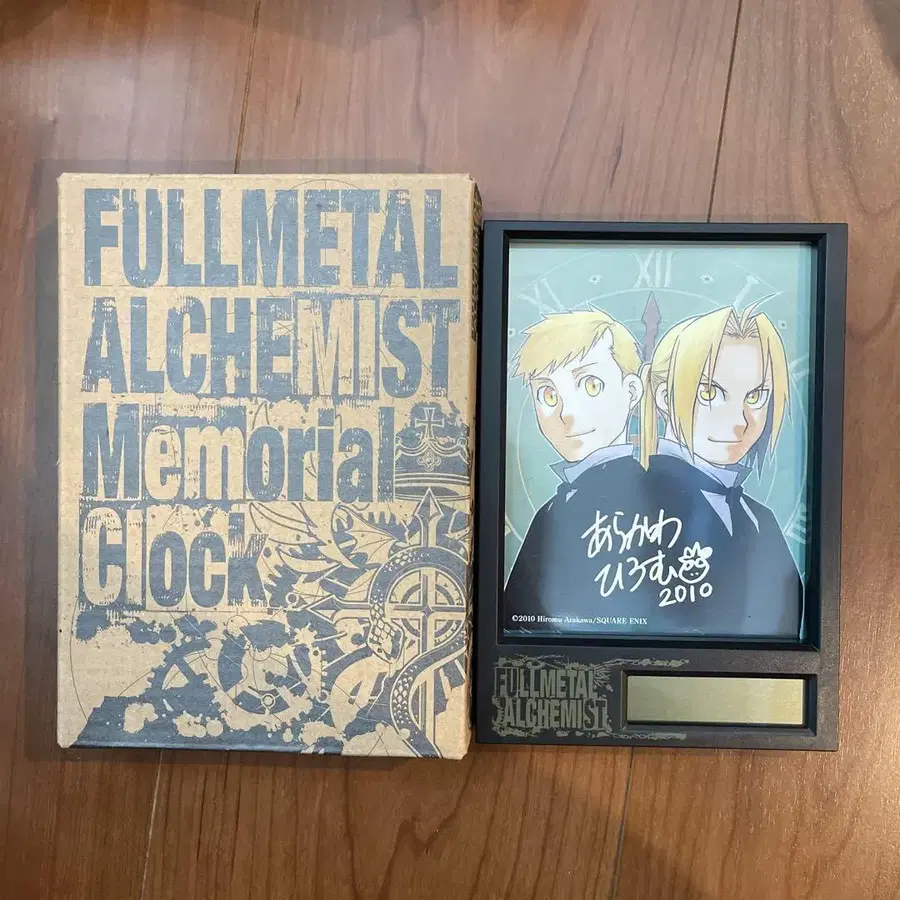 FULLMETAL
ALCHEMIST
Memorial
Clock
XI
XII
I
あらかわ
ひろむ
2010
©2010 Hiromu Arakawa/SQUARE ENIX
FULLMETAL
ALCHEMIST